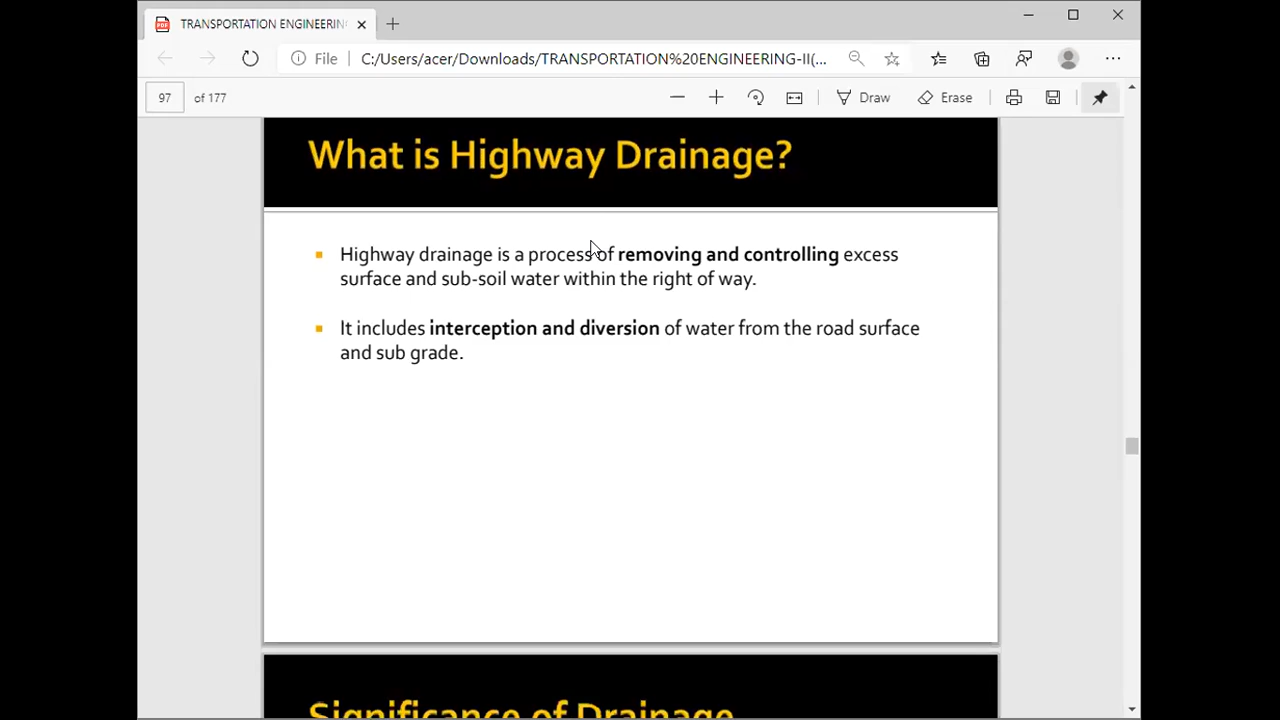 TRANSPORTATION ENGINEERIN
File C:/Users/acer/Downloads/TRANSPORTATION%20ENGINEERING-II(...
97 of 177 Draw Erase
What is Highway Drainage?
Highway drainage is a process of removing and controlling excess
surface and sub-soil water within the right of way.
It includes interception and diversion of water from the road surface
and sub grade.
Significance of Drainage